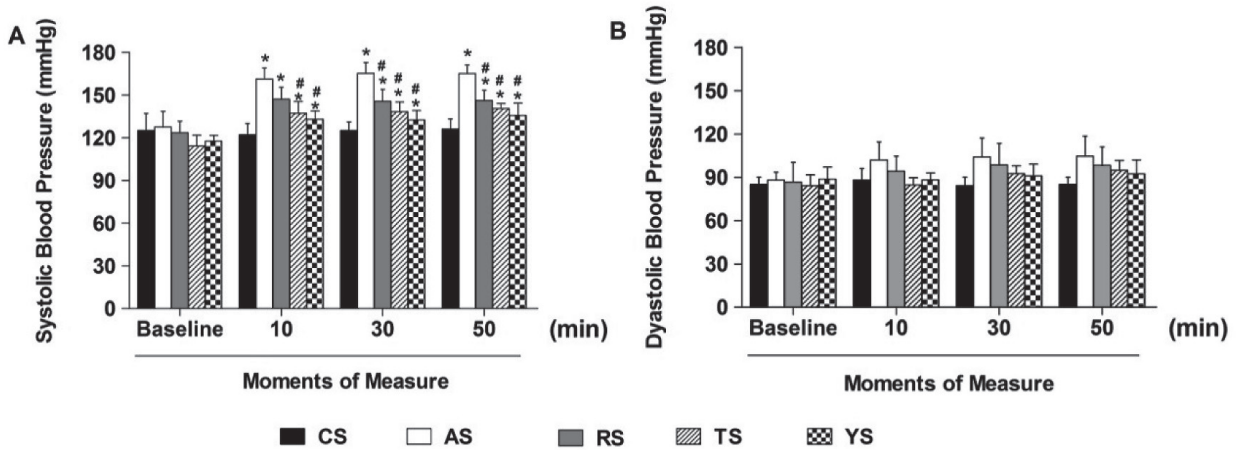 A
Systolic Blood Pressure (mmHg)
180
150
120
90
60
30
0
* * # * # *
* # * # * # *
* # * # * # *
Baseline 10 30 50 (min)
Moments of Measure
B
Dyastolic Blood Pressure (mmHg)
180
150
120
90
60
30
0
Baseline 10 30 50 (min)
Moments of Measure
CS AS RS TS YS